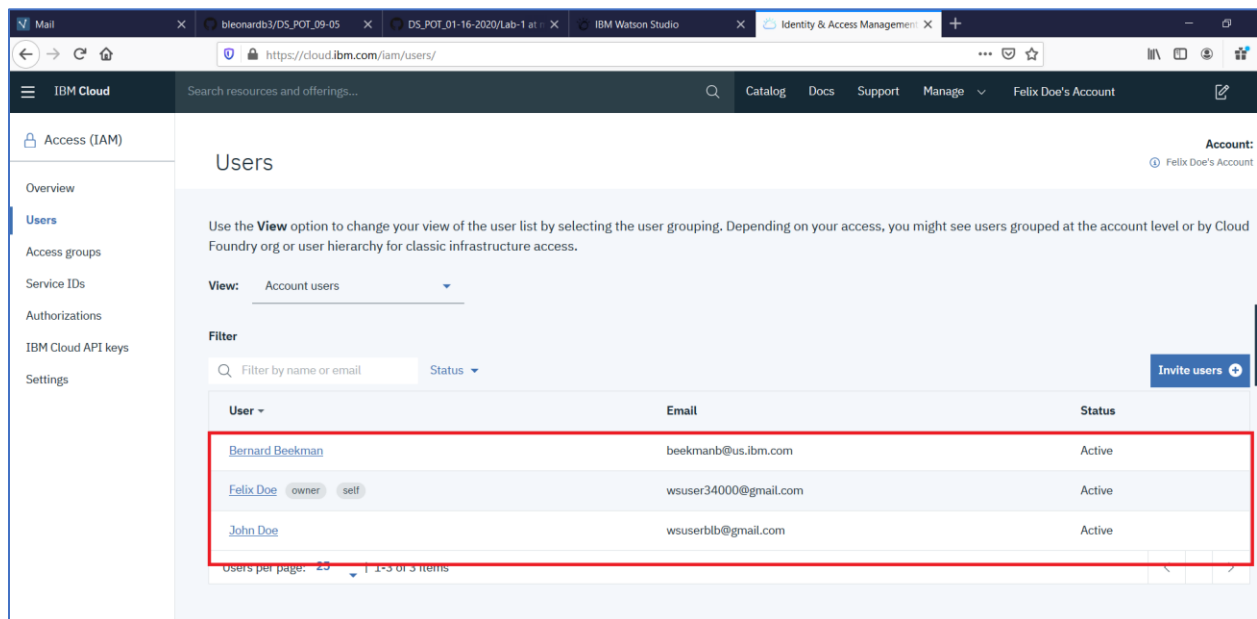 Mail
bleonardb3/DS_POT_09-05
DS_POT_01-16-2020/Lab-1 at n
IBM Watson Studio
Identity & Access Management
https://cloud.ibm.com/iam/users/
IBM Cloud
Search resources and offerings...
Catalog
Docs
Support
Manage
Felix Doe's Account
Access (IAM)
Overview
Users
Access groups
Service IDs
Authorizations
IBM Cloud API keys
Settings
Users
Account:
Felix Doe's Account
Use the View option to change your view of the user list by selecting the user grouping. Depending on your access, you might see users grouped at the account level or by Cloud
Foundry org or user hierarchy for classic infrastructure access.
View: Account users
Filter
Filter by name or email
Status
Invite users
User Email Status
Bernard Beekman beekmanb@us.ibm.com Active
Felix Doe owner self wsuser34000@gmail.com Active
John Doe wsuserblb@gmail.com Active
Users per page: 25 | 1-3 of 3 items